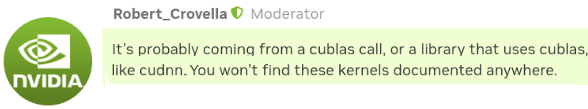 Robert_Crovella Moderator
It's probably coming from a cublas call, or a library that uses cublas,
like cudnn. You won't find these kernels documented anywhere.
NVIDIA